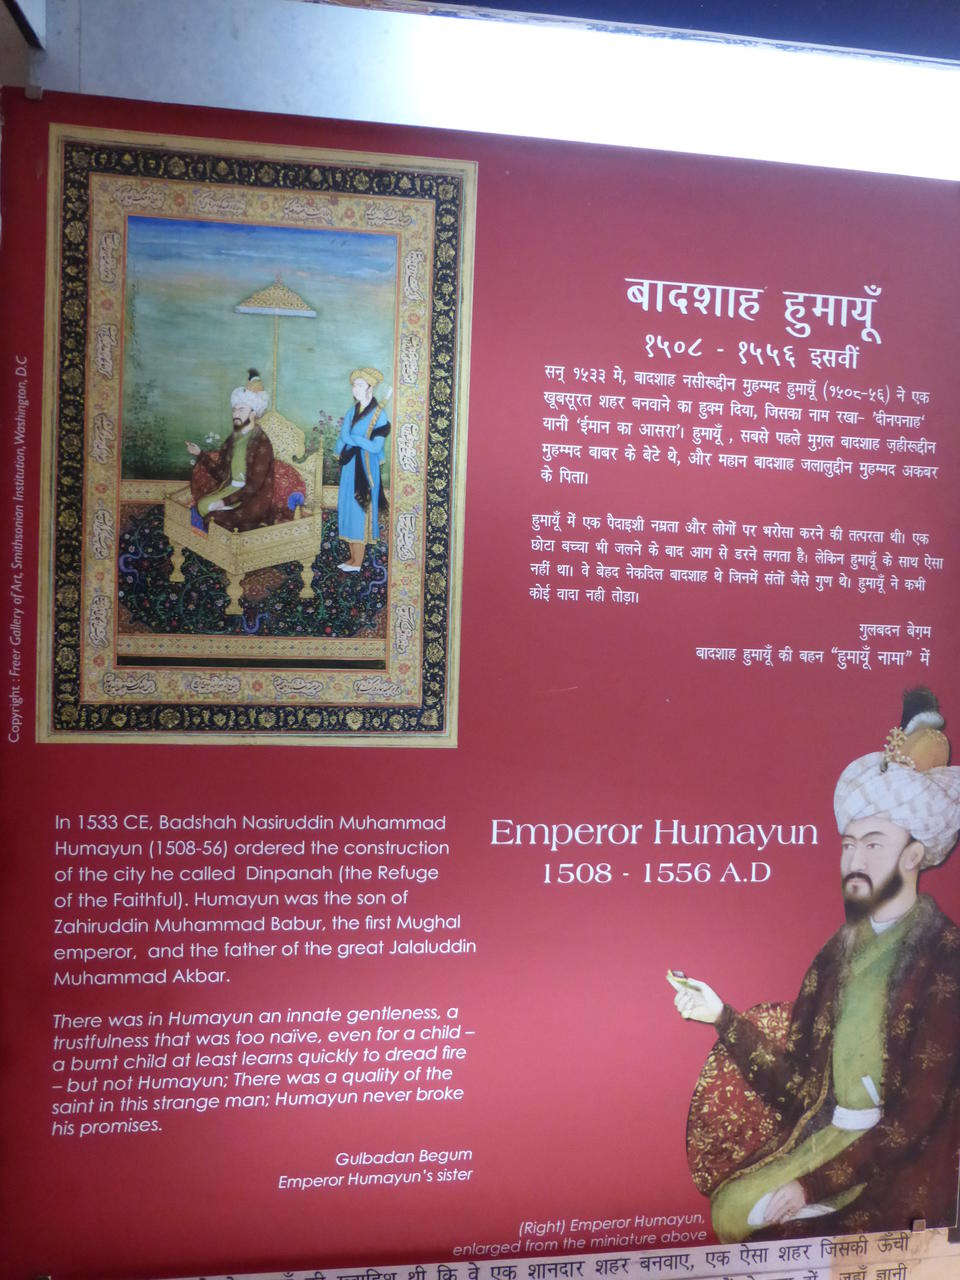 बादशाह हुमायूँ
१५०८ - १५५६ इसवीं
सन् १५३३ मे, बादशाह नसीरूद्दीन मुहम्मद हुमायूँ (१५०८-५६) ने एक
खूबसूरत शहर बनवाने का हुक्म दिया, जिसका नाम रखा- 'दीनपनाह'
यानी 'ईमान का आसरा'। हुमायूँ , सबसे पहले मुग़ल बादशाह ज़हीरूद्दीन
मुहम्मद बाबर के बेटे थे, और महान बादशाह जलालुद्दीन मुहम्मद अकबर
के पिता।
हुमायूँ में एक पैदाइशी नम्रता और लोगों पर भरोसा करने की तत्परता थी। एक
छोटा बच्चा भी जलने के बाद आग से डरने लगता है। लेकिन हुमायूँ के साथ ऐसा
नहीं था। वे बेहद नेकदिल बादशाह थे जिनमें संतों जैसे गुण थे। हुमायूँ ने कभी
कोई वादा नही तोड़ा।
गुलबदन बेग़म
बादशाह हुमायूँ की बहन “हुमायूँ नामा” में
Copyright : Freer Gallery of Art, Smithsonian Institution, Washington, D.C
In 1533 CE, Badshah Nasiruddin Muhammad
Humayun (1508-56) ordered the construction
of the city he called Dinpanah (the Refuge
of the Faithful). Humayun was the son of
Zahiruddin Muhammad Babur, the first Mughal
emperor, and the father of the great Jalaluddin
Muhammad Akbar.
There was in Humayun an innate gentleness, a
trustfulness that was too naïve, even for a child –
a burnt child at least learns quickly to dread fire
– but not Humayun; There was a quality of the
saint in this strange man; Humayun never broke
his promises.
Gulbadan Begum
Emperor Humayun's sister
Emperor Humayun
1508 - 1556 A.D
(Right) Emperor Humayun,
enlarged from the miniature above
थी कि वे एक शानदार शहर बनवाए, एक ऐसा शहर जिसकी ऊँची